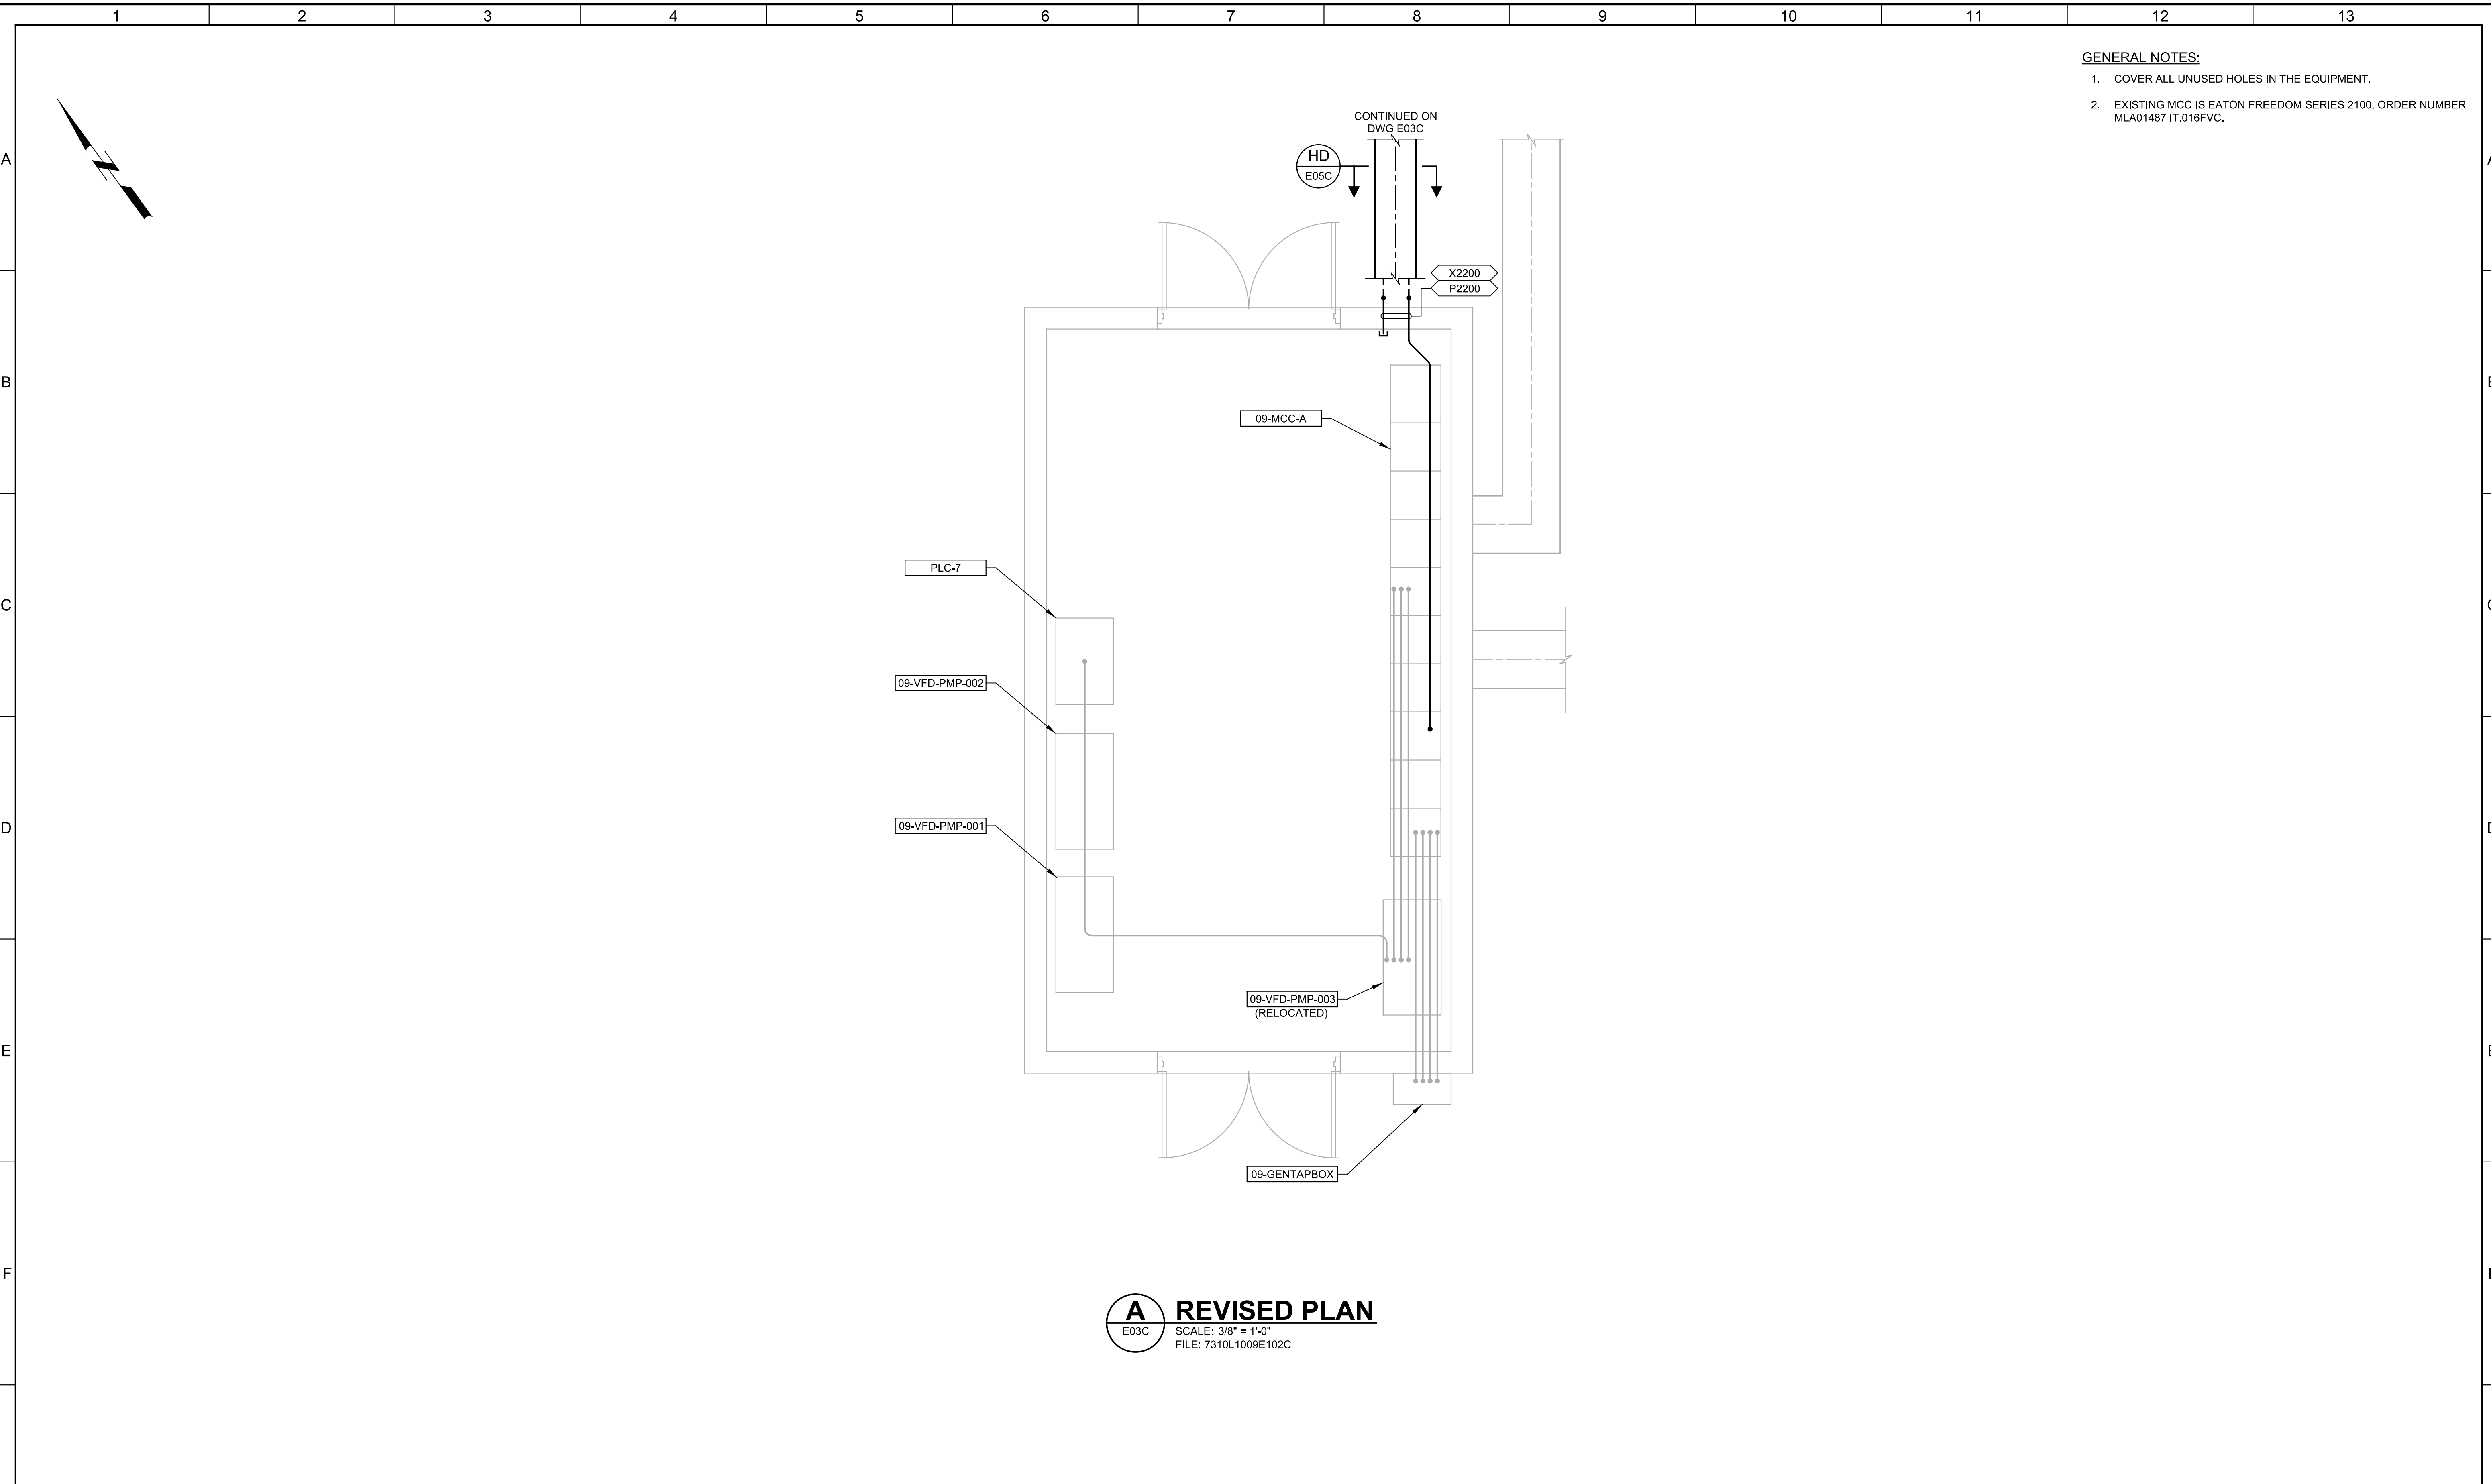 1 2 3 4 5 6 7 8 9 10 11 12 13
GENERAL NOTES:
1. COVER ALL UNUSED HOLES IN THE EQUIPMENT.
2. EXISTING MCC IS EATON FREEDOM SERIES 2100, ORDER NUMBER
MLA01487 IT.016FVC.
CONTINUED ON
DWG E03C
HD
E05C
A
X2200
P2200
B
09-MCC-A
PLC-7
C
09-VFD-PMP-002
09-VFD-PMP-001
D
09-VFD-PMP-003
(RELOCATED)
E
09-GENTAPBOX
F
A
E03C
REVISED PLAN
SCALE: 3/8" = 1'-0"
FILE: 7310L1009E102C